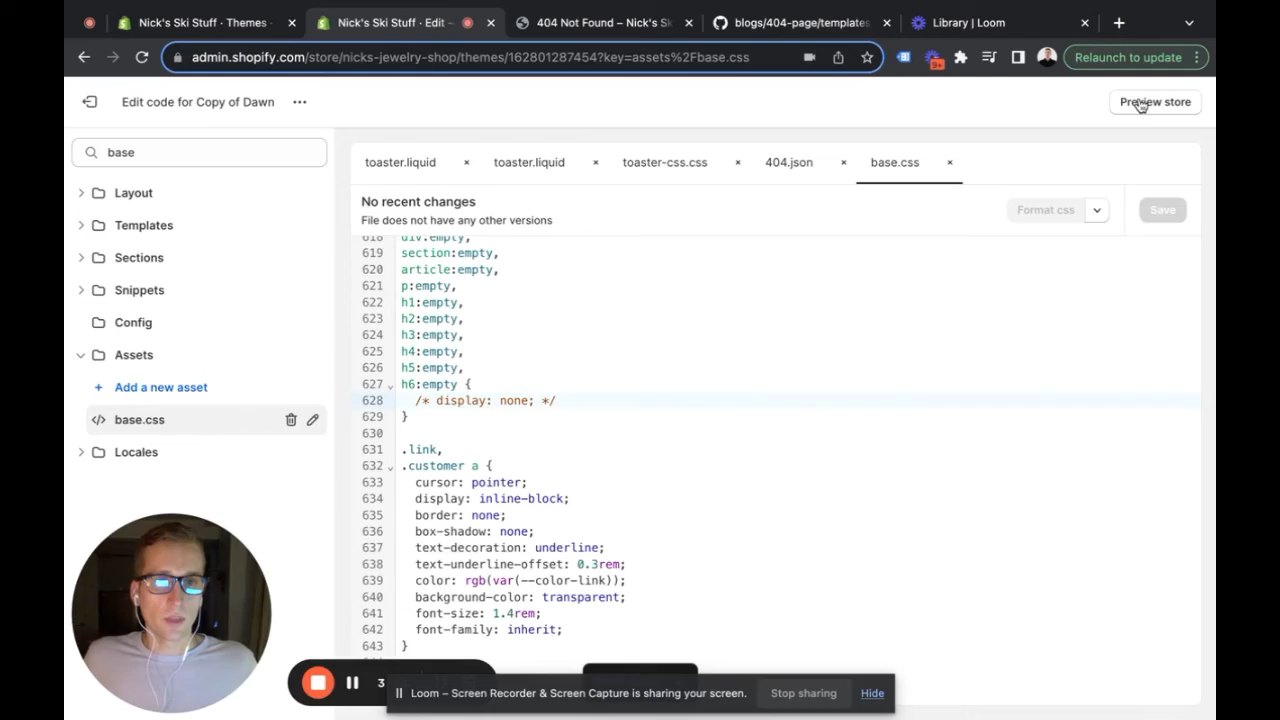 Nick's Ski Stuff · Themes ·
Nick's Ski Stuff · Edit ~
404 Not Found – Nick's Sk
blogs/404-page/templates
Library | Loom
admin.shopify.com/store/nicks-jewelry-shop/themes/162801287454?key=assets%2Fbase.css
9+
Relaunch to update
Edit code for Copy of Dawn
Preview store
base
Layout
Templates
Sections
Snippets
Config
Assets
+ Add a new asset
base.css
Locales
toaster.liquid
toaster.liquid
toaster-css.css
404.json
base.css
No recent changes
File does not have any other versions
Format css
Save
618 div:empty,
619 section:empty,
620 article:empty,
621 p:empty,
622 h1:empty,
623 h2:empty,
624 h3:empty,
625 h4:empty,
626 h5:empty,
627 h6:empty {
628 /* display: none; */
629 }
630
631 .link,
632 .customer a {
633 cursor: pointer;
634 display: inline-block;
635 border: none;
636 box-shadow: none;
637 text-decoration: underline;
638 text-underline-offset: 0.3rem;
639 color: rgb(var(--color-link));
640 background-color: transparent;
641 font-size: 1.4rem;
642 font-family: inherit;
643 }
3
Loom – Screen Recorder & Screen Capture is sharing your screen.
Stop sharing
Hide